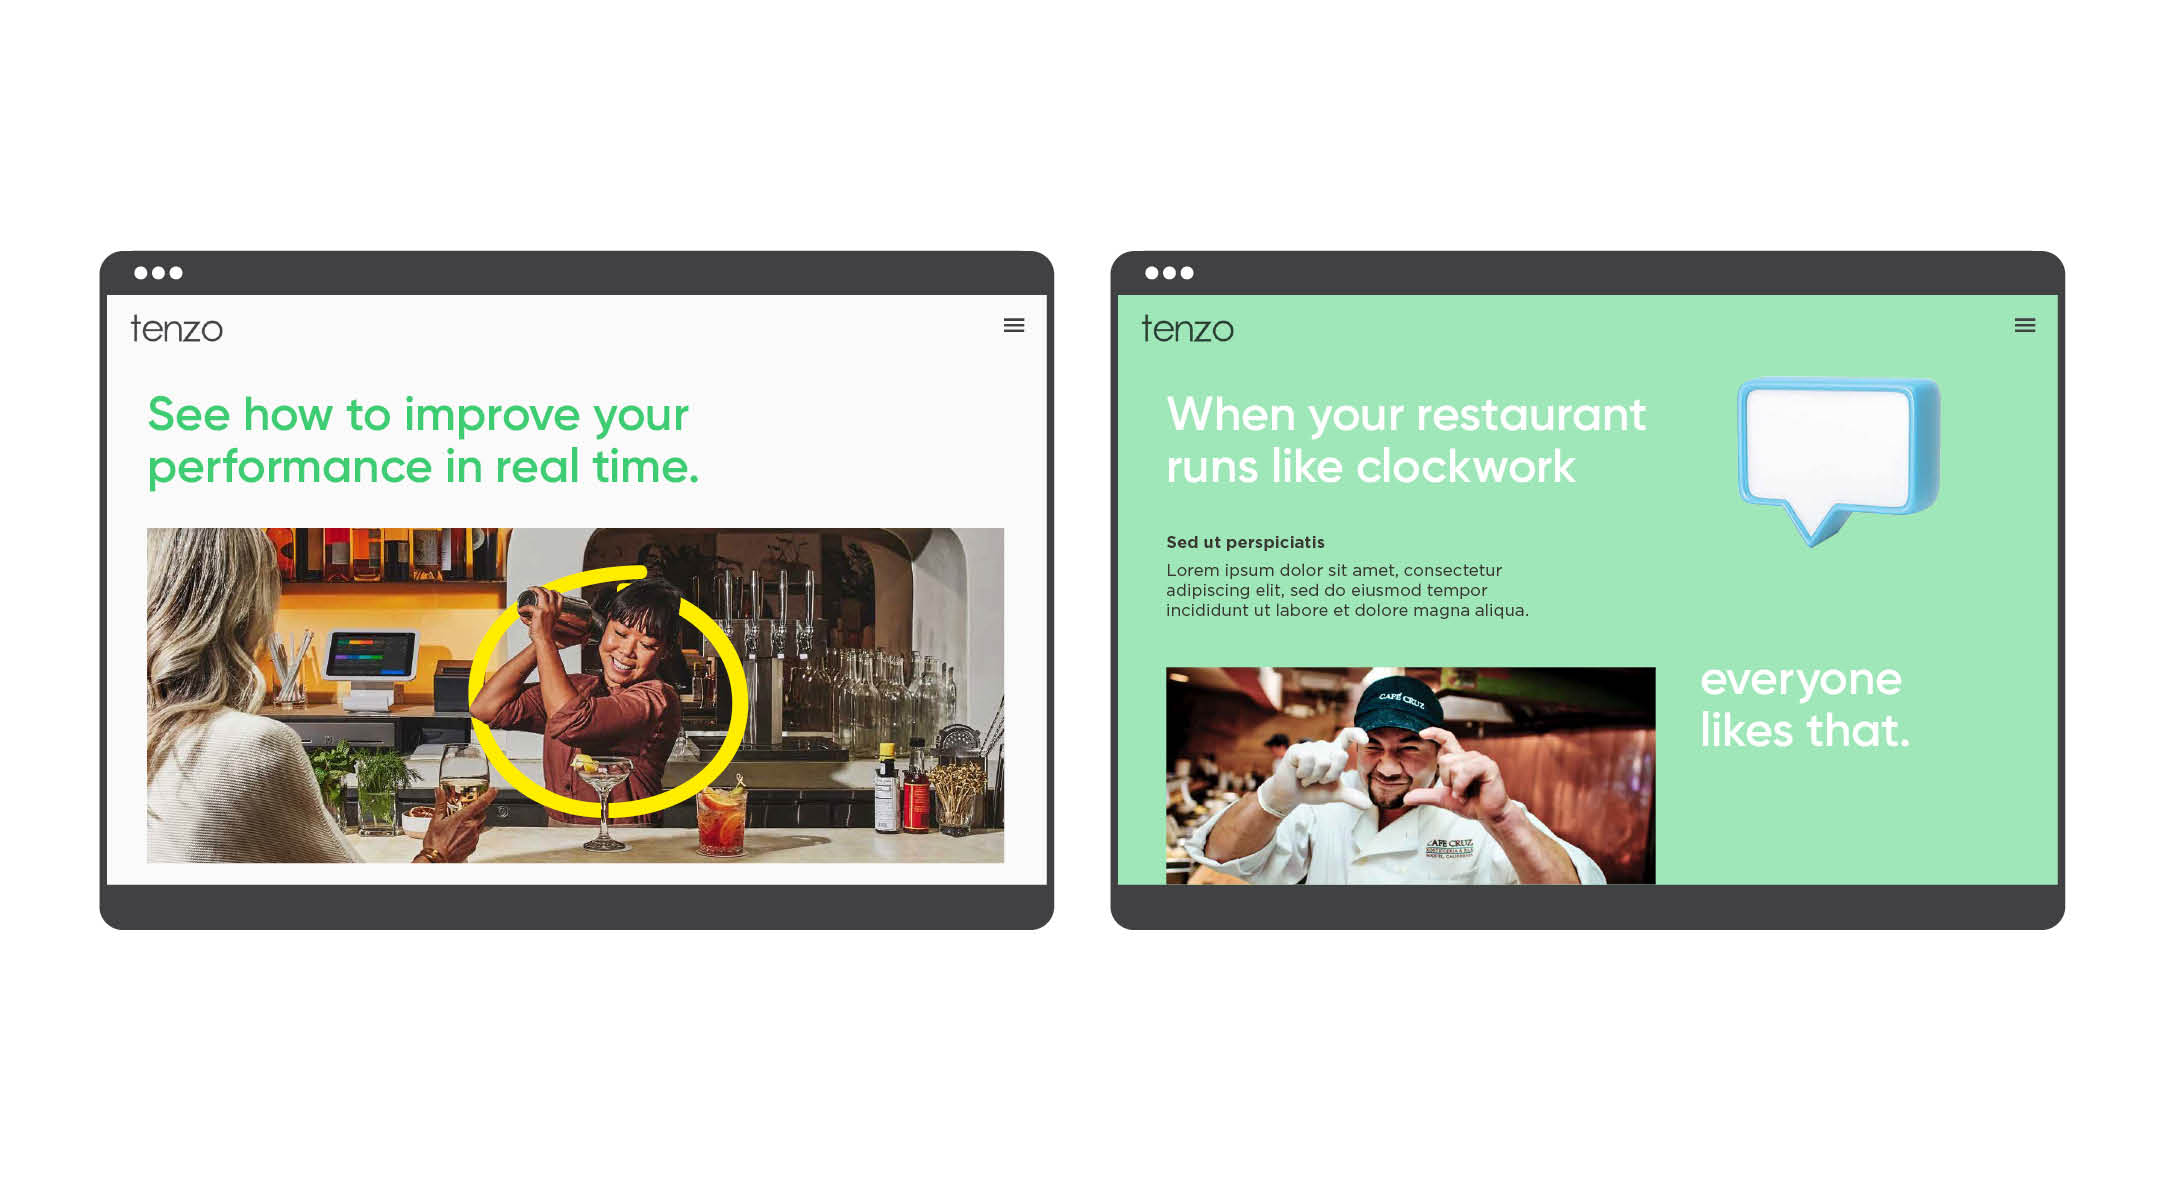 tenzo
See how to improve your
performance in real time.
tenzo
When your restaurant
runs like clockwork
Sed ut perspiciatis
Lorem ipsum dolor sit amet, consectetur
adipiscing elit, sed do eiusmod tempor
incididunt ut labore et dolore magna aliqua.
everyone
likes that.
CAFÉ CRUZ
CAFE CRUZ